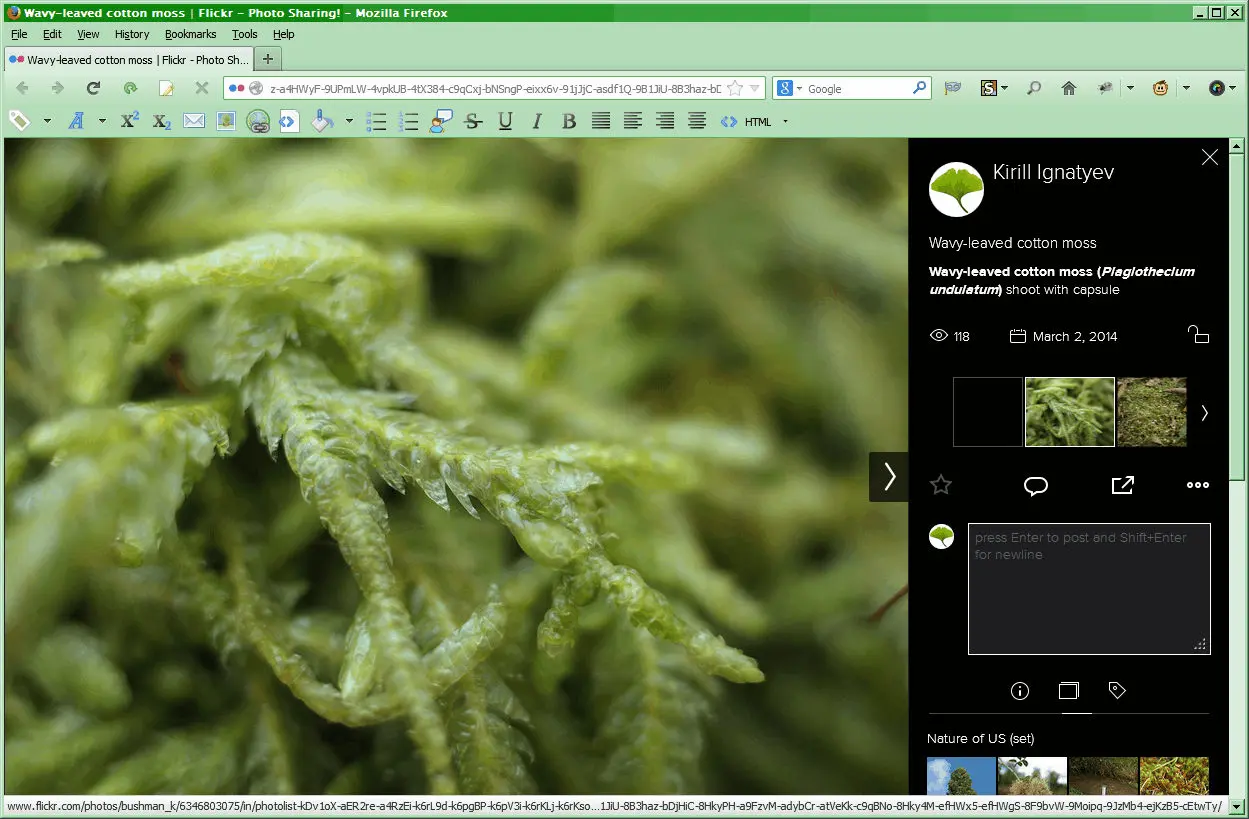 Wavy-leaved cotton moss | Flickr - Photo Sharing! - Mozilla Firefox
File Edit View History Bookmarks Tools Help
Wavy-leaved cotton moss | Flickr - Photo Sh...
z-a4HWyF-9UPmLW-4vpkUB-4tX384-c9qCxj-bNSngP-eixx6v-91jJjC-asdf1Q-9B1JiU-8B3haz-bD
Google
HTML
Kirill Ignatyev
Wavy-leaved cotton moss
Wavy-leaved cotton moss (Plagiothecium
undulatum) shoot with capsule
118 March 2, 2014
press Enter to post and Shift+Enter
for newline
Nature of US (set)
www.flickr.com/photos/bushman_k/6346803075/in/photolist-kDv1oX-aER2re-a4RzEi-k6rL9d-k6pgBP-k6pV3i-k6rKLj-k6rKso...1JiU-8B3haz-bDjHiC-8HkyPH-a9FzvM-adybCr-atVeKk-c9qBNo-8Hky4M-efHWx5-efHWgS-8F9bvW-9Moipq-9JzMb4-ejKzB5-cEtwTy/